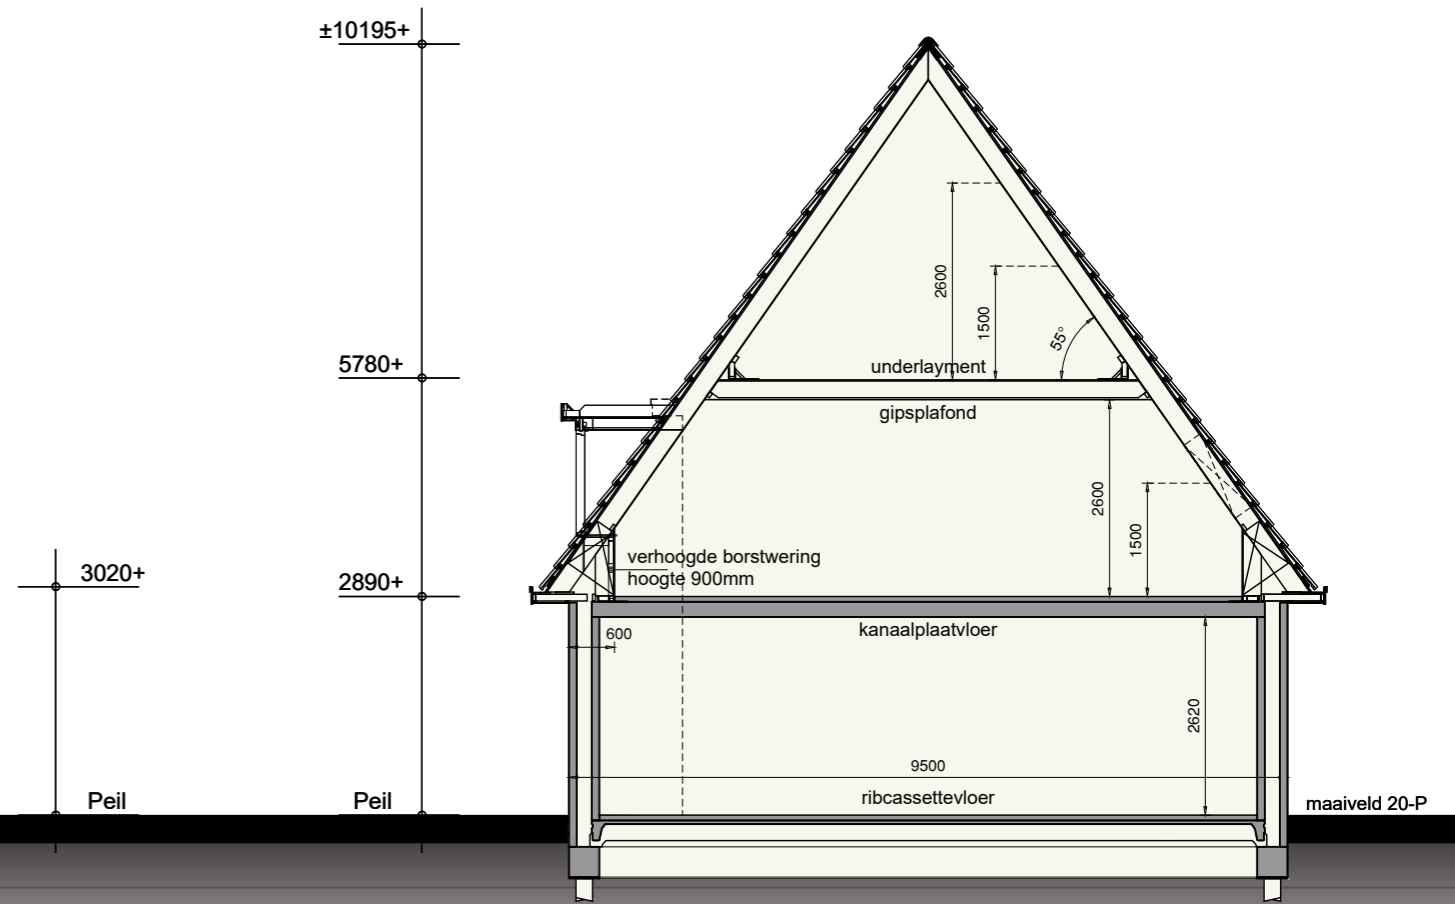 ±10195+
2600
1500
55°
5780+
underlayment
gipsplafond
2600
1500
verhoogde borstwering
hoogte 900mm
3020+
2890+
kanaalplaatvloer
600
2620
9500
Peil
Peil
ribcassettevloer
maaiveld 20-P